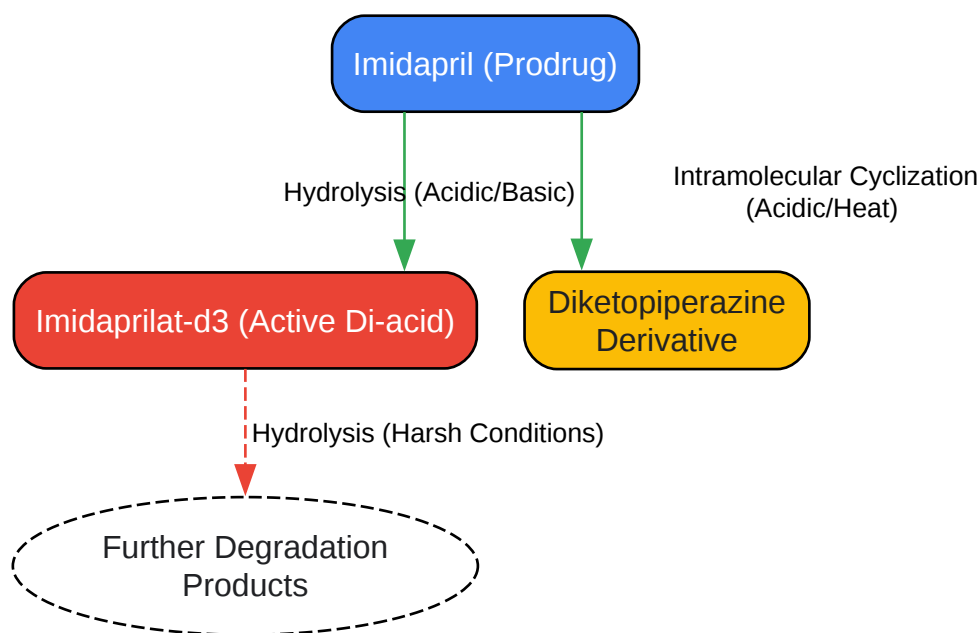 Imidapril (Prodrug)
Hydrolysis (Acidic/Basic)
Intramolecular Cyclization
(Acidic/Heat)
Imidaprilat-d3 (Active Di-acid)
Diketopiperazine
Derivative
Hydrolysis (Harsh Conditions)
Further Degradation
Products